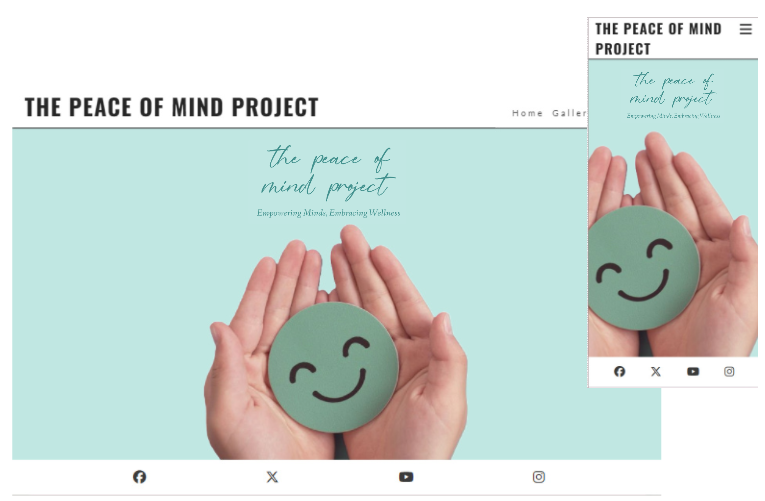 THE PEACE OF MIND PROJECT
Home Galler
the peace of
mind project
Empowering Minds, Embracing Wellness
THE PEACE OF MIND
PROJECT
the peace of
mind project
Empowering Minds, Embracing Wellness